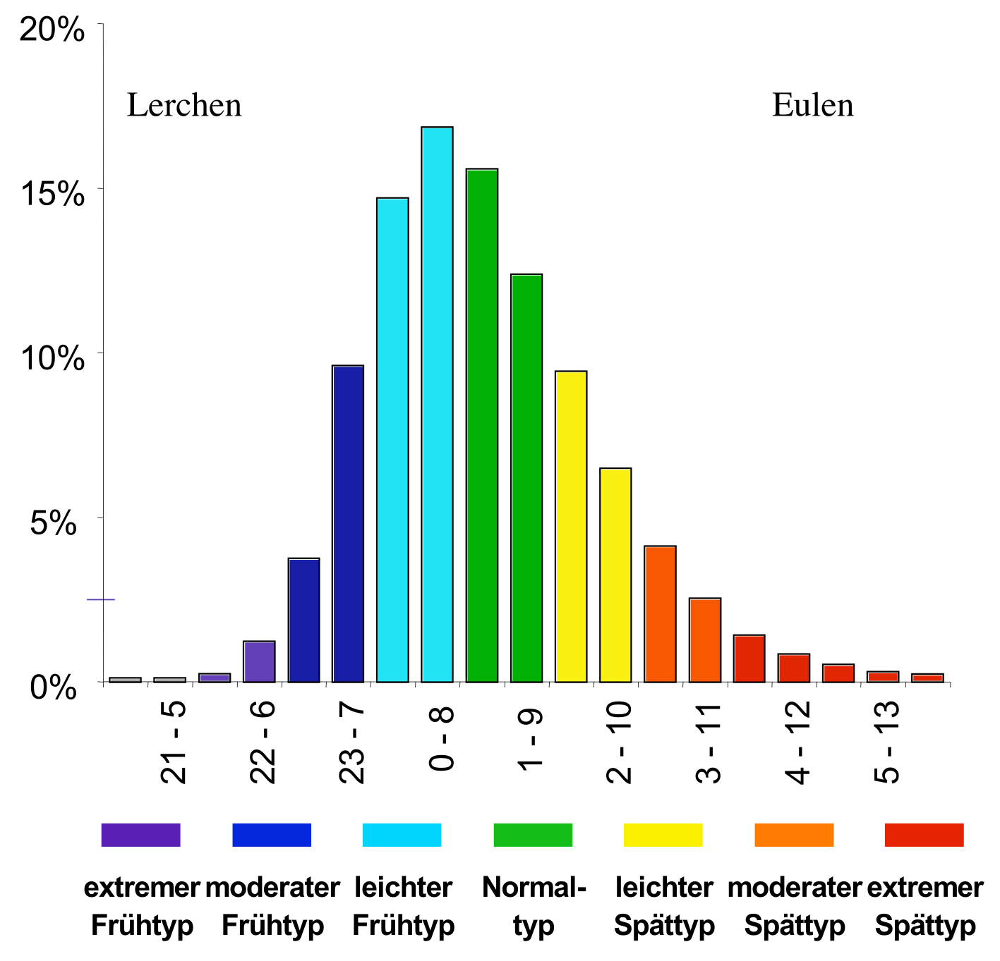 20%
Lerchen
Eulen
15%
10%
5%
0%
21 - 5
22 - 6
23 - 7
0 - 8
1 - 9
2 - 10
3 - 11
4 - 12
5 - 13
extremer
Frühtyp
moderater
Frühtyp
leichter
Frühtyp
Normal-
typ
leichter
Spättyp
moderater
Spättyp
extremer
Spättyp